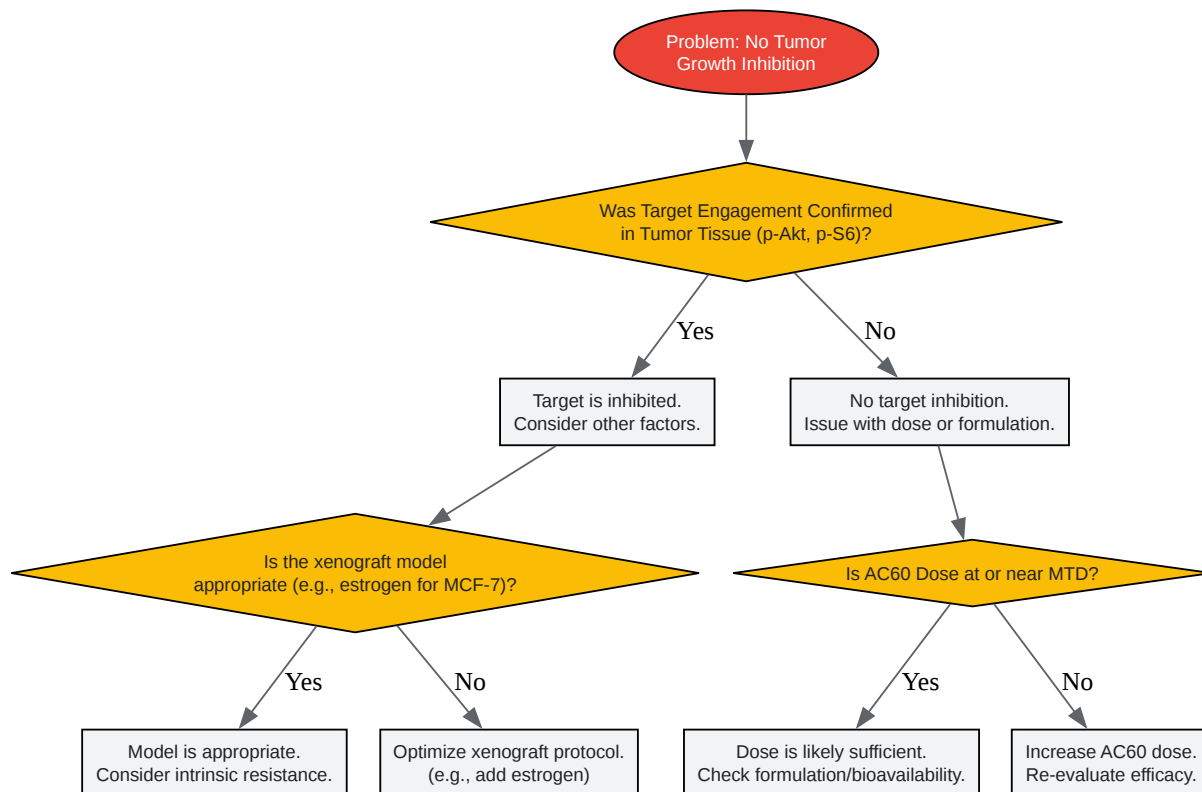 Problem: No Tumor
Growth Inhibition
Was Target Engagement Confirmed
in Tumor Tissue (p-Akt, p-S6)?
Yes
No
Target is inhibited.
Consider other factors.
No target inhibition.
Issue with dose or formulation.
Is the xenograft model
appropriate (e.g., estrogen for MCF-7)?
Is AC60 Dose at or near MTD?
Yes
No
Yes
No
Model is appropriate.
Consider intrinsic resistance.
Optimize xenograft protocol.
(e.g., add estrogen)
Dose is likely sufficient.
Check formulation/bioavailability.
Increase AC60 dose.
Re-evaluate efficacy.